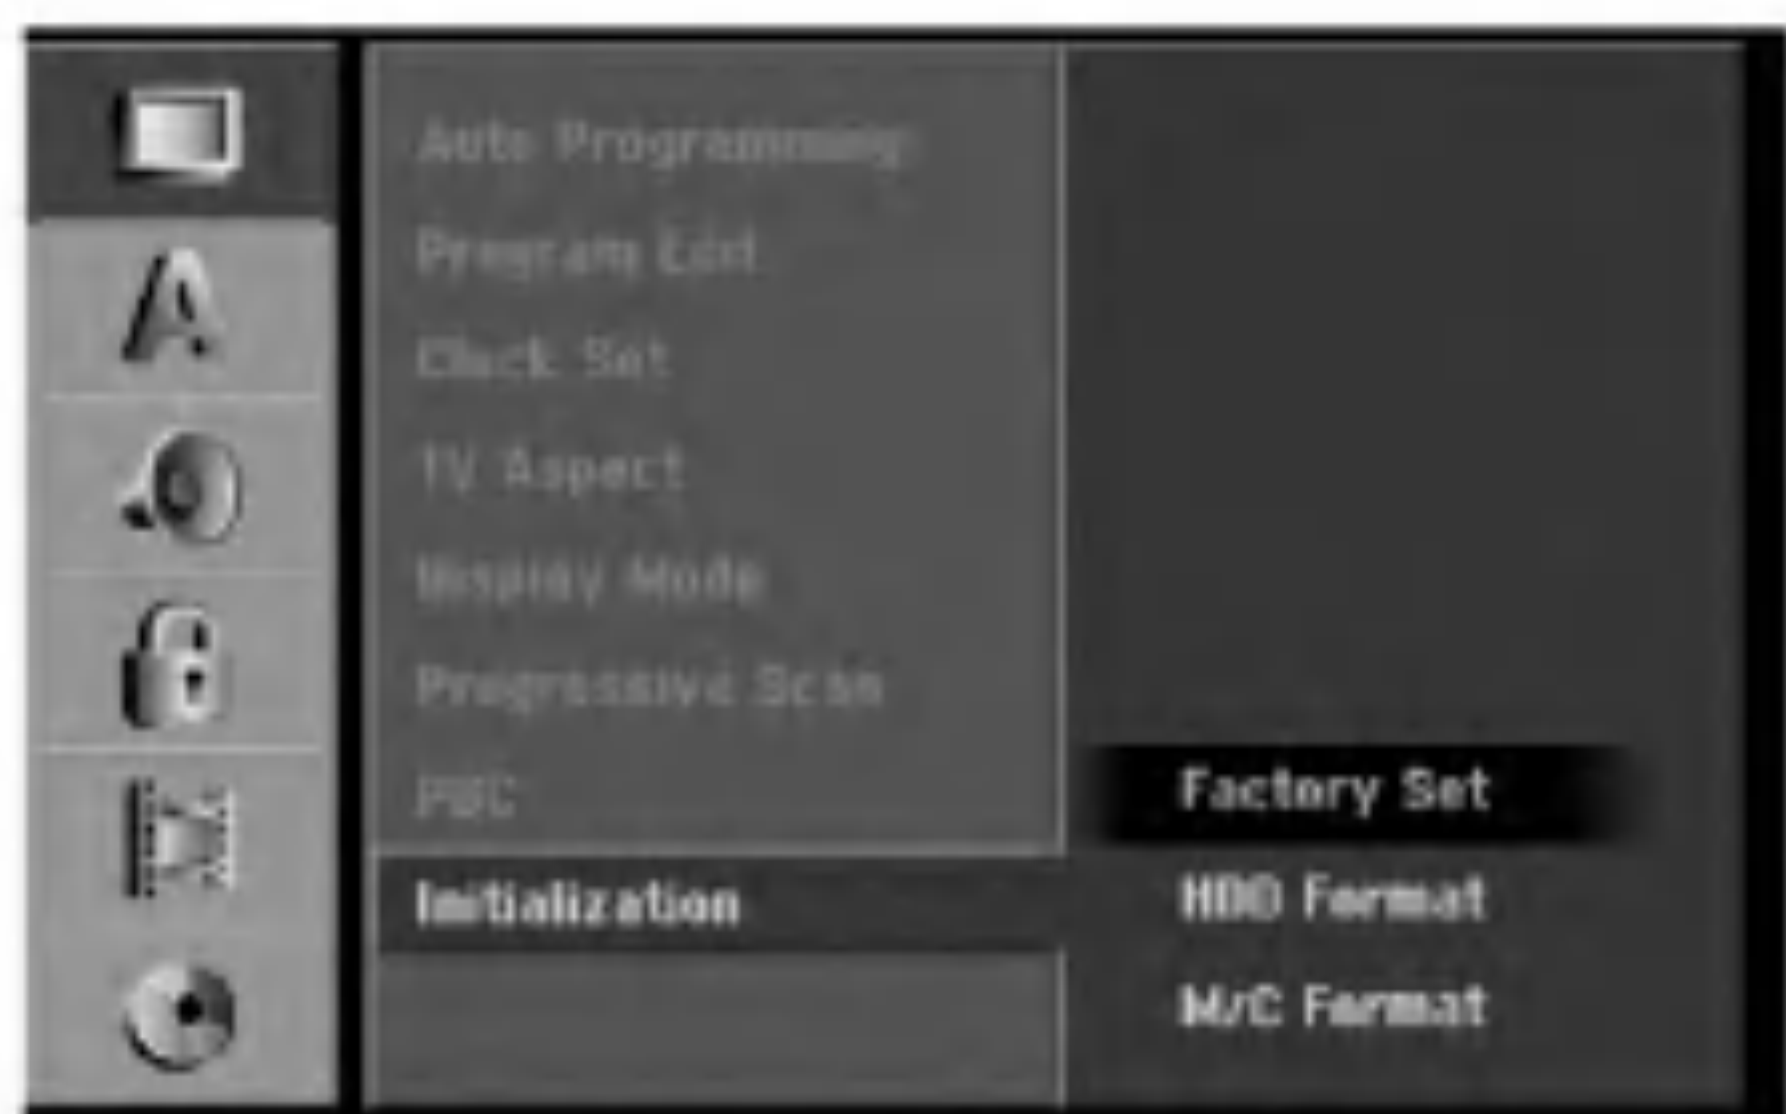 Auto Programming
Program Edit
Clock Set
TV Aspect
Display Mode
Progressive Scan
PBC
Initialization
Factory Set
HDD Format
M/C Format